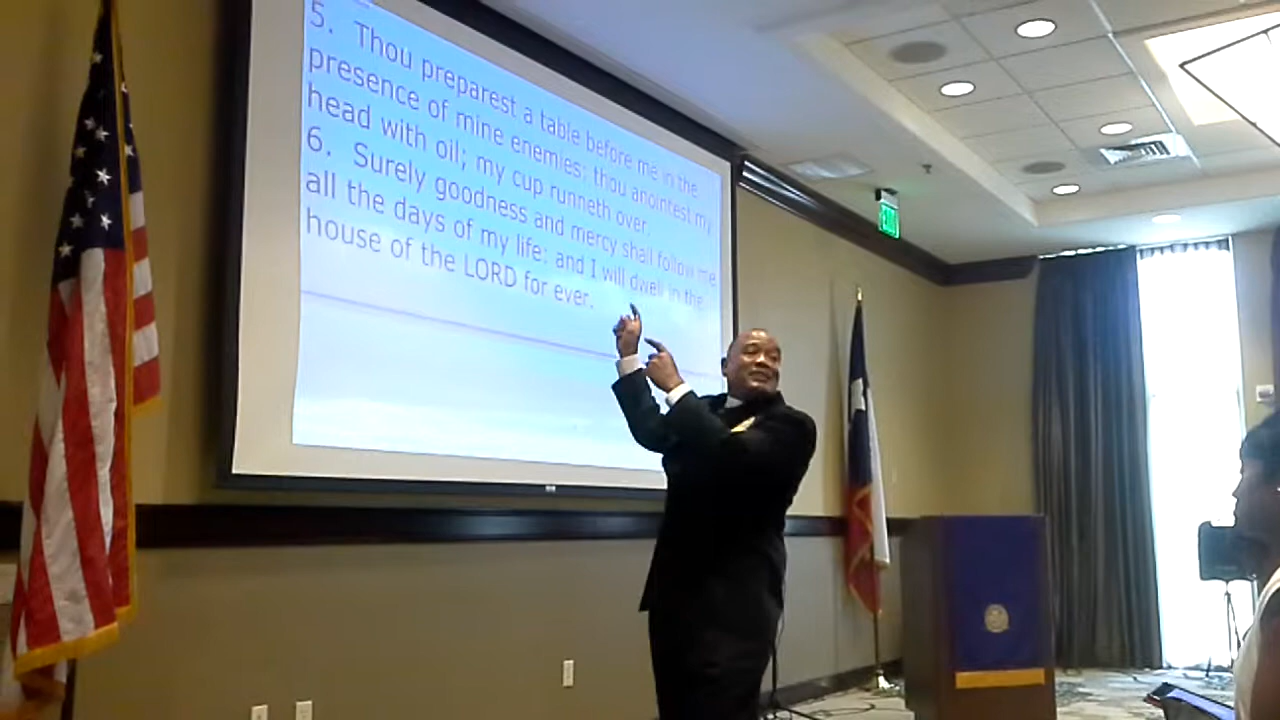 5. Thou preparest a table before me in the
presence of mine enemies; thou anointest my
head with oil; my cup runneth over.
6. Surely goodness and mercy shall follow me
all the days of my life: and I will dwell in the
house of the LORD for ever.
EXIT